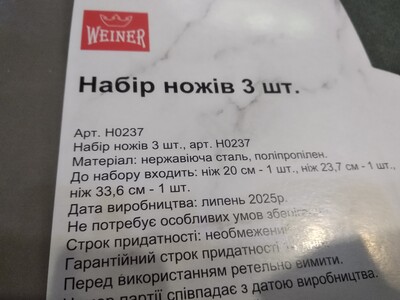 WEINER
Набір ножів 3 шт.
Арт. H0237
Набір ножів 3 шт., арт. H0237
Матеріал: нержавіюча сталь, поліпропілен.
До набору входить: ніж 20 см - 1 шт., ніж 23,7 см - 1 шт.,
ніж 33,6 см - 1 шт.
Дата виробництва: липень 2025р.
Не потребує особливих умов
Строк придатності:
Гарантійний строк придатності
Перед використанням ретельно вимити.
партії співпадає з датою виробництва.